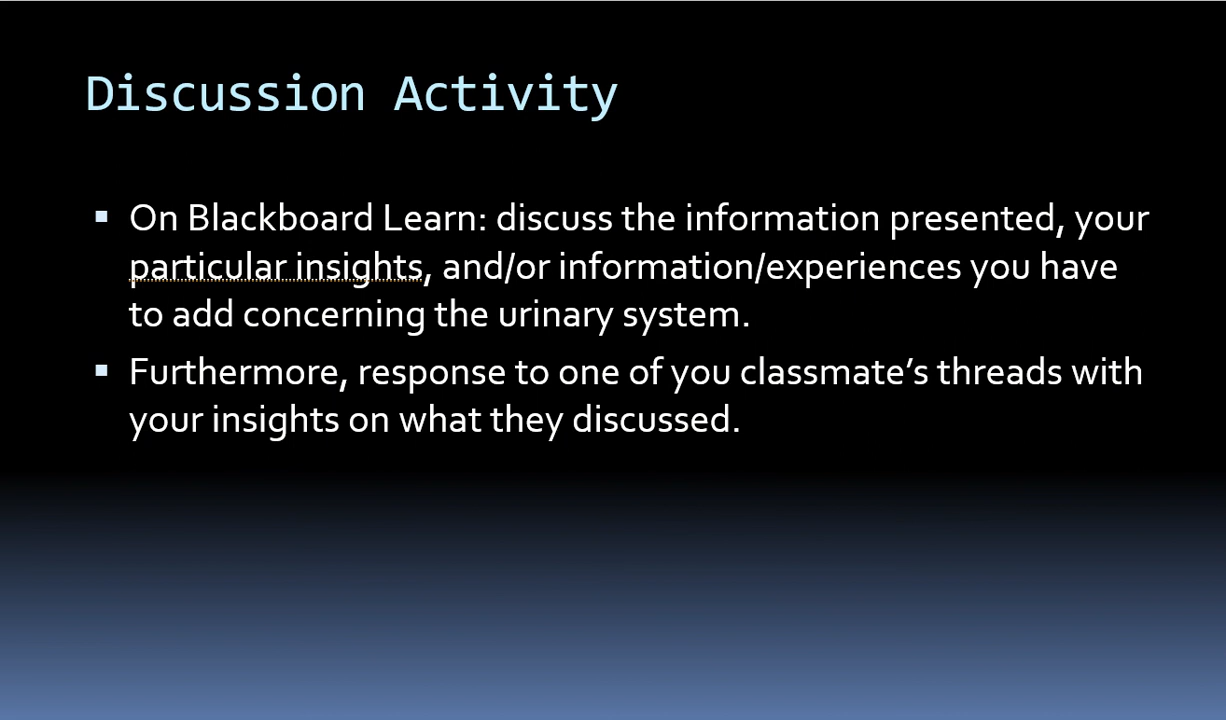 Discussion Activity
On Blackboard Learn: discuss the information presented, your
particular insights, and/or information/experiences you have
to add concerning the urinary system.
Furthermore, response to one of you classmate’s threads with
your insights on what they discussed.